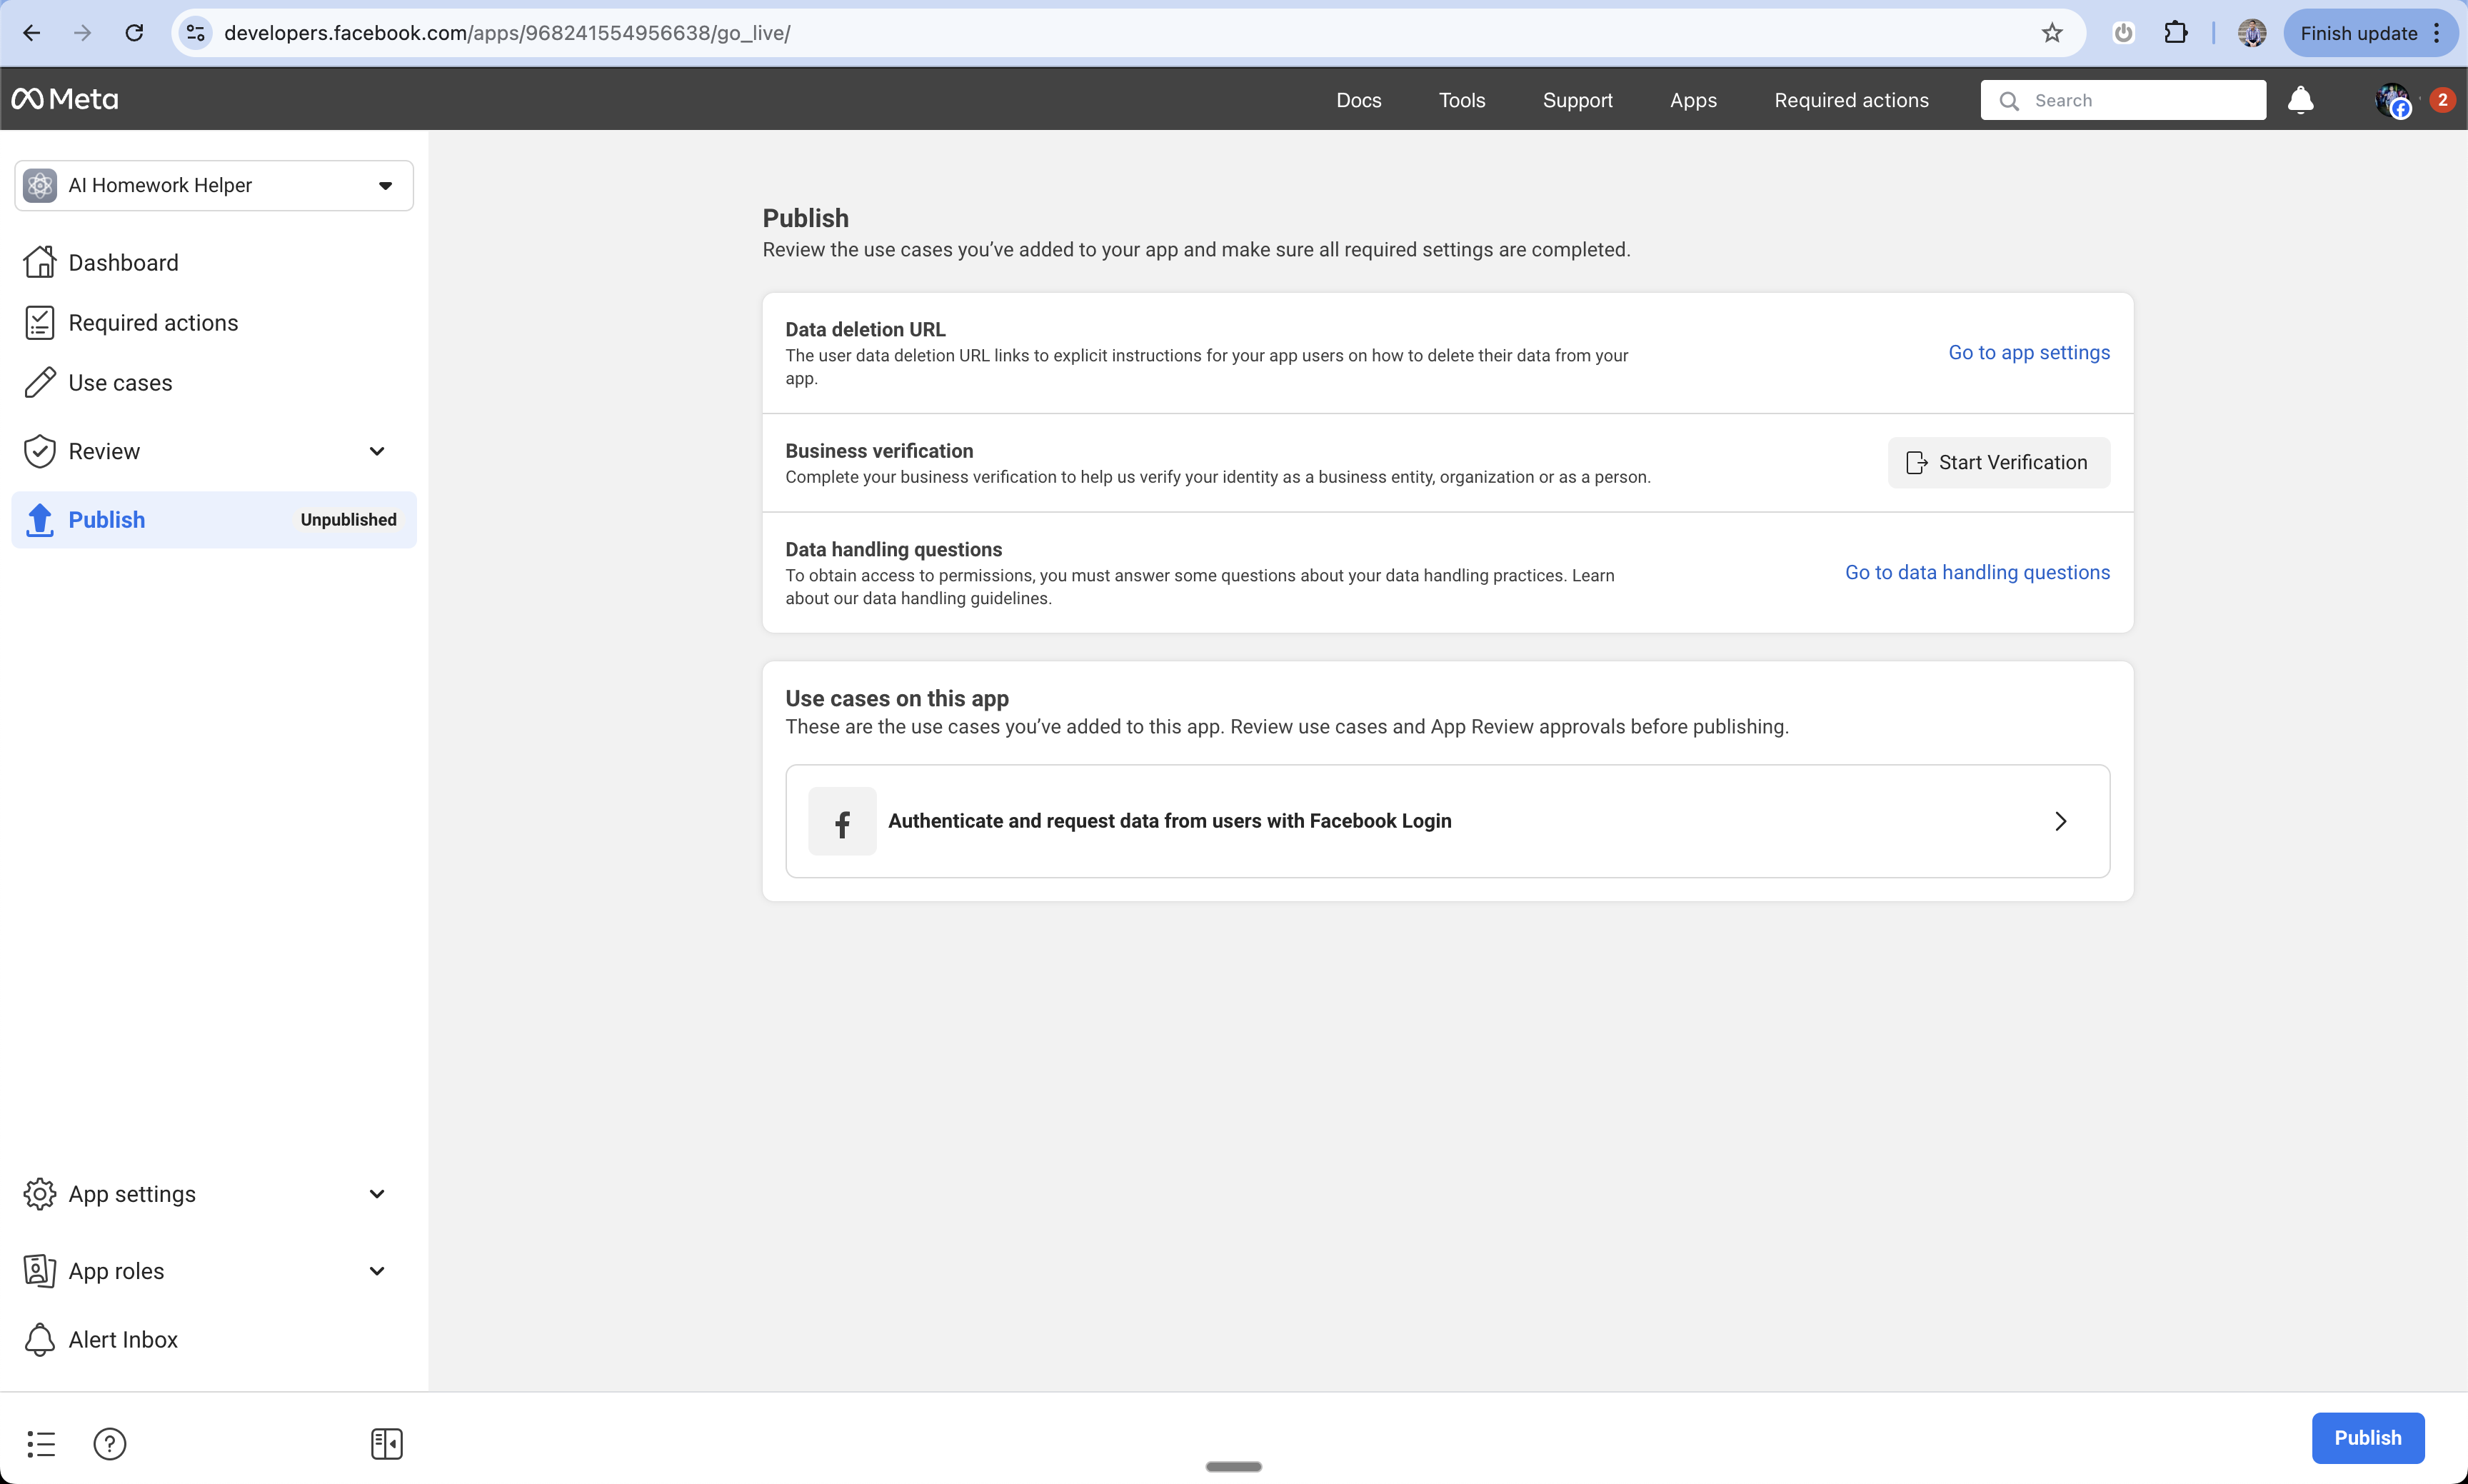 developers.facebook.com/apps/968241554956638/go_live/
Finish update
Meta
Docs
Tools
Support
Apps
Required actions
Search
2
AI Homework Helper
Dashboard
Required actions
Use cases
Review
Publish
Unpublished
App settings
App roles
Alert Inbox
Publish
Review the use cases you’ve added to your app and make sure all required settings are completed.
Data deletion URL
The user data deletion URL links to explicit instructions for your app users on how to delete their data from your
app.
Go to app settings
Business verification
Complete your business verification to help us verify your identity as a business entity, organization or as a person.
Start Verification
Data handling questions
To obtain access to permissions, you must answer some questions about your data handling practices. Learn
about our data handling guidelines.
Go to data handling questions
Use cases on this app
These are the use cases you’ve added to this app. Review use cases and App Review approvals before publishing.
Authenticate and request data from users with Facebook Login
Publish